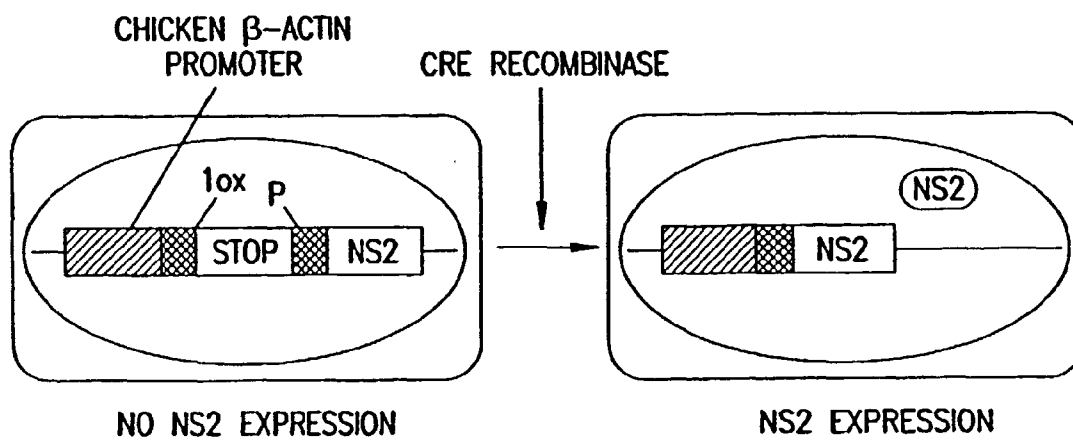 CHICKEN β-ACTIN
PROMOTER
CRE RECOMBINASE
lox P
STOP
NS2
NS2
NS2
NO NS2 EXPRESSION
NS2 EXPRESSION